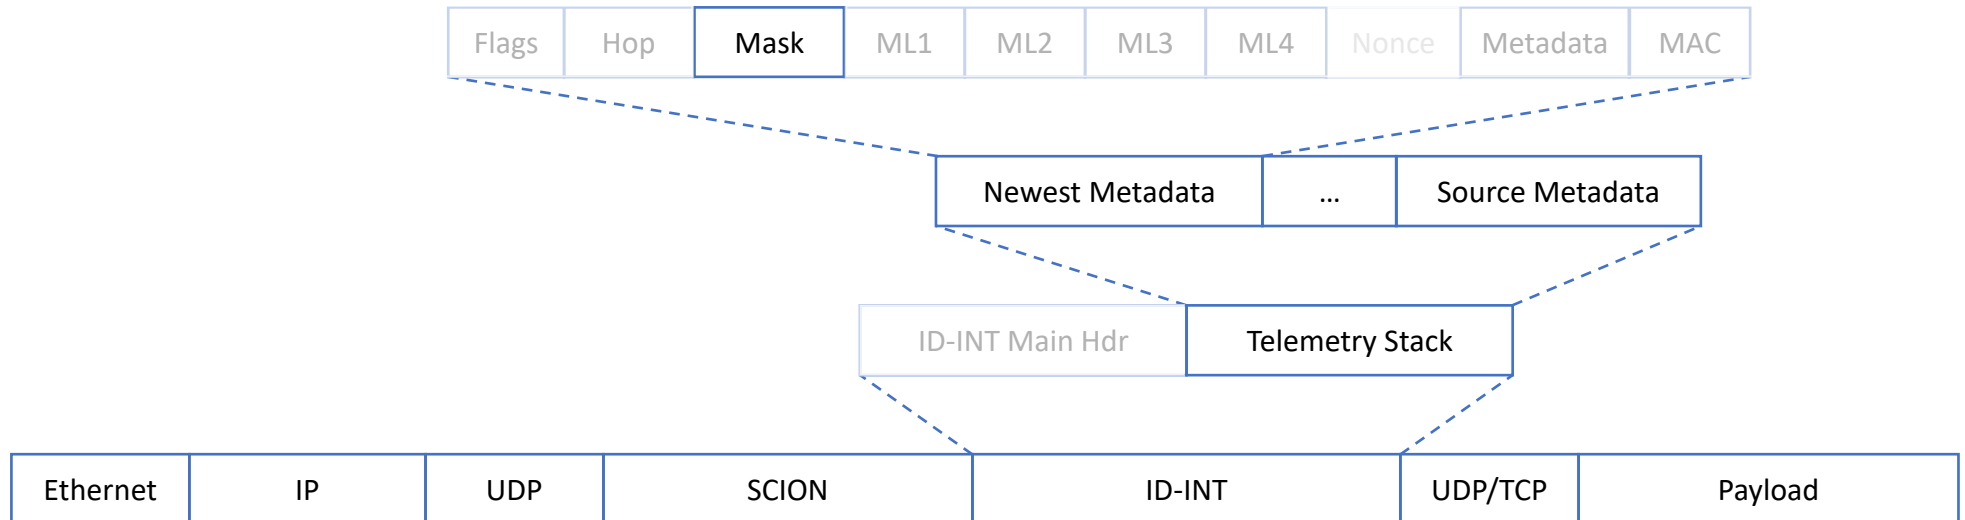 Flags Hop Mask ML1 ML2 ML3 ML4 Nonce Metadata MAC
Newest Metadata ... Source Metadata
ID-INT Main Hdr Telemetry Stack
Ethernet IP UDP SCION ID-INT UDP/TCP Payload